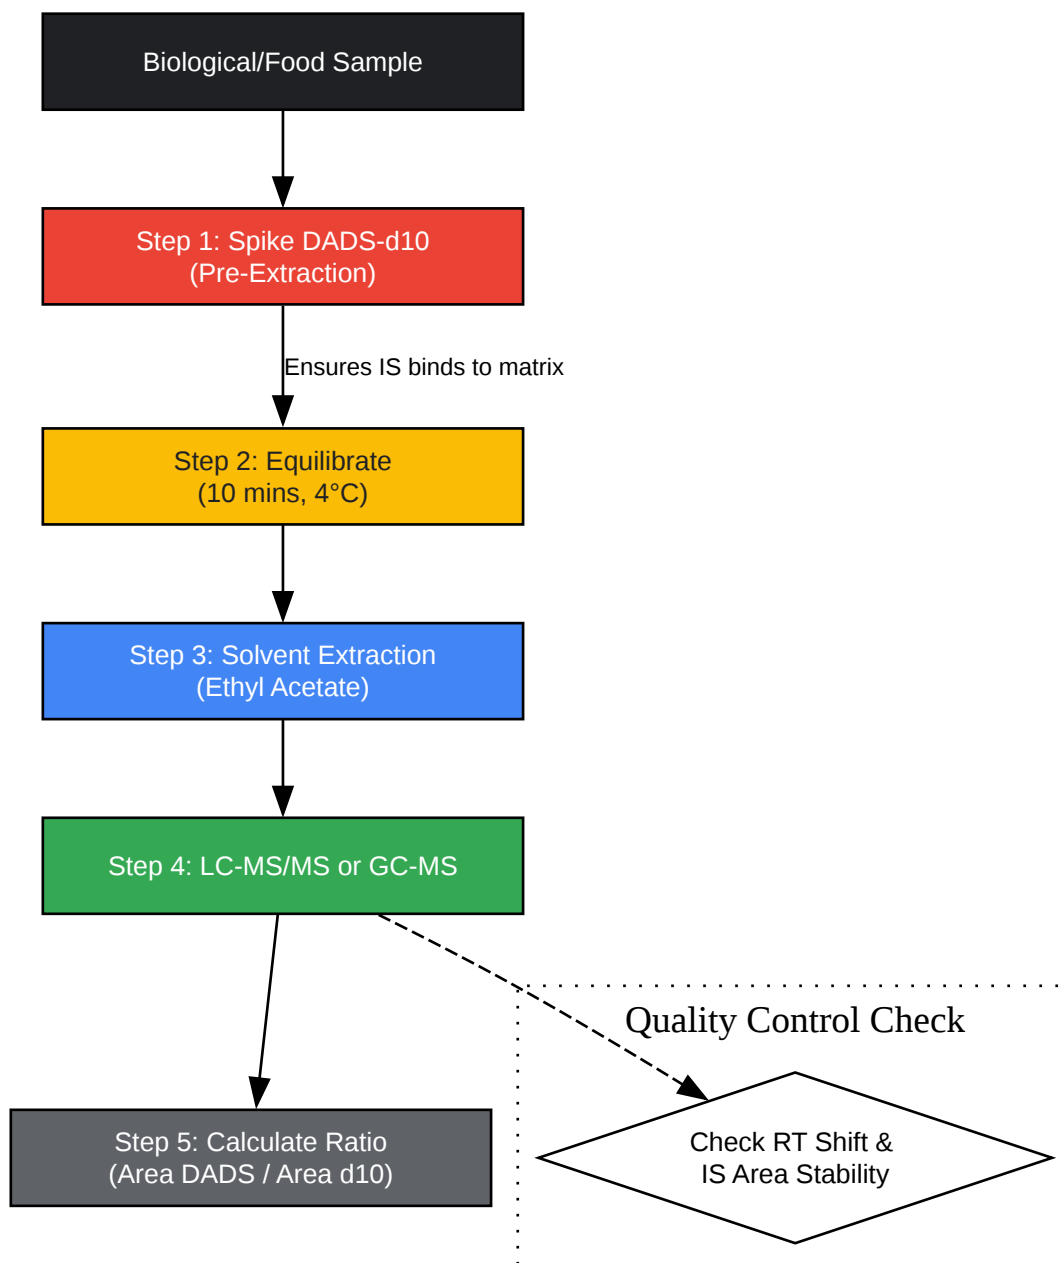 Biological/Food Sample
Step 1: Spike DADS-d10
(Pre-Extraction)
Ensures IS binds to matrix
Step 2: Equilibrate
(10 mins, 4°C)
Step 3: Solvent Extraction
(Ethyl Acetate)
Step 4: LC-MS/MS or GC-MS
Quality Control Check
Step 5: Calculate Ratio
(Area DADS / Area d10)
Check RT Shift &
IS Area Stability